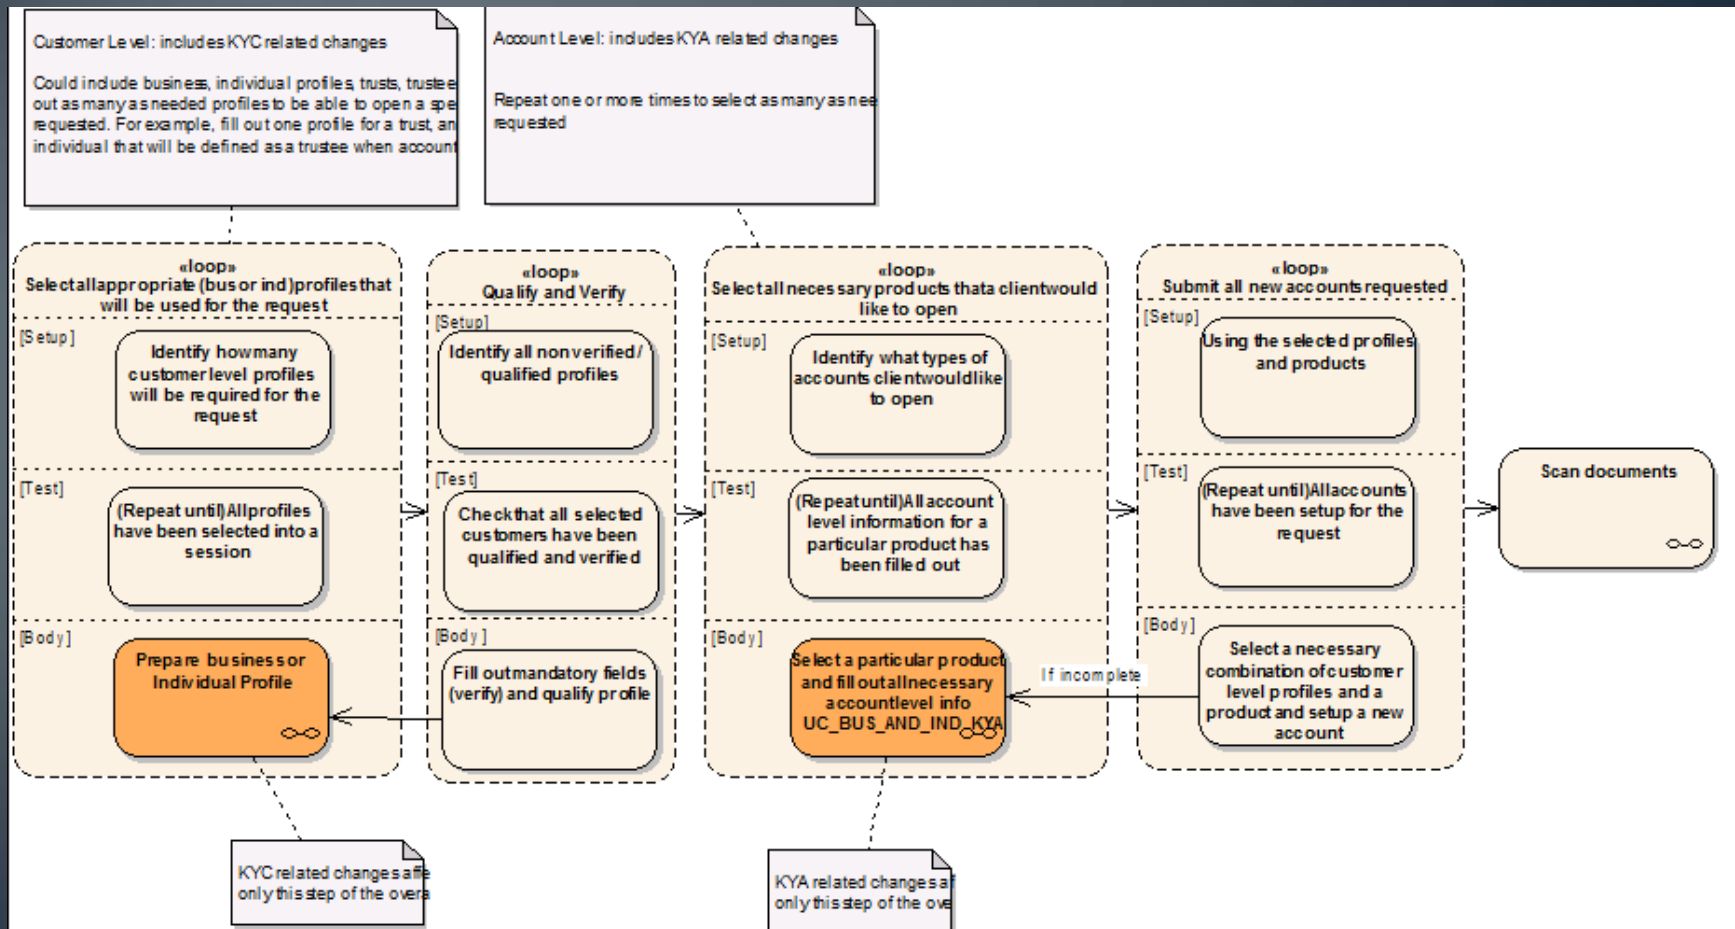 Customer Level: includes KYC related changes
Could include business, individual profiles, trusts, trustee
out as many as needed profiles to be able to open a spe
requested. For example, fill out one profile for a trust, an
individual that will be defined as a trustee when account
Account Level: includes KYA related changes
Repeat one or more times to select as many as nee
requested
«loop»
Select all appropriate (bus or ind) profiles that
will be used for the request
[Setup]
Identify how many
customer level profiles
will be required for the
request
[Test]
(Repeat until) All profiles
have been selected into a
session
[Body]
Prepare business or
Individual Profile
«loop»
Qualify and Verify
[Setup]
Identify all non verified/
qualified profiles
[Test]
Check that all selected
customers have been
qualified and verified
[Body]
Fill out mandatory fields
(verify) and qualify profile
«loop»
Select all necessary products that a client would
like to open
[Setup]
Identify what types of
accounts client would like
to open
[Test]
(Repeat until) All account
level information for a
particular product has
been filled out
[Body]
Select a particular product
and fill out all necessary
account level info
UC_BUS_AND_IND_KYA
If incomplete
«loop»
Submit all new accounts requested
[Setup]
Using the selected profiles
and products
[Test]
(Repeat until) All accounts
have been setup for the
request
[Body]
Select a necessary
combination of customer
level profiles and a
product and setup a new
account
Scan documents
KYC related changes affe
only this step of the overa
KYA related changes af
only this step of the ove